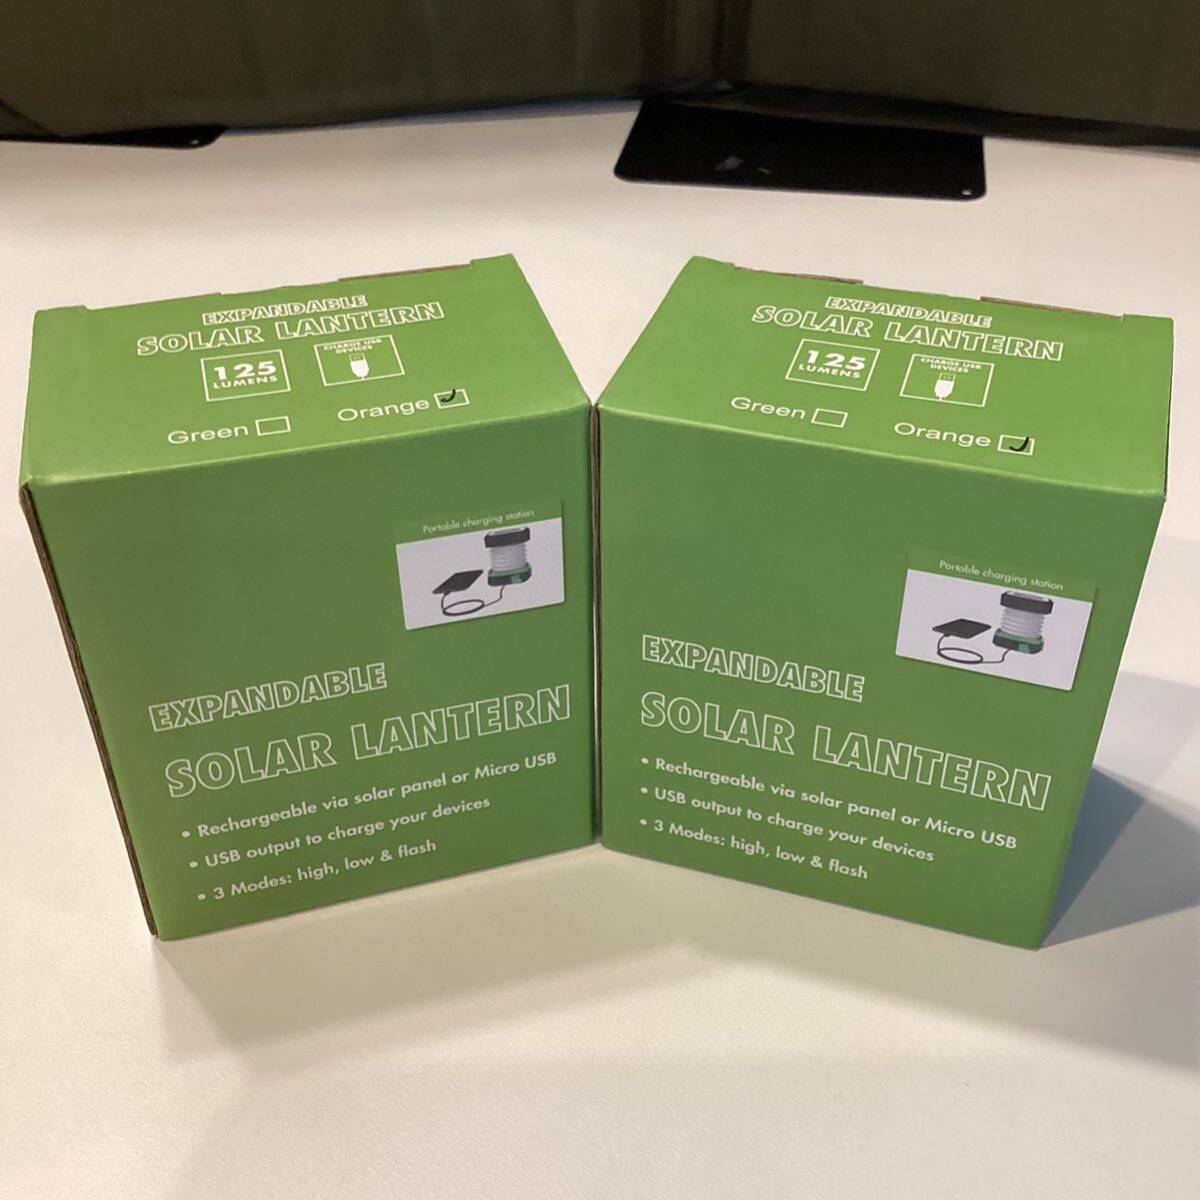 EXPANDABLE
SOLAR LANTERN
125
LUMENS
CHARGE USB
DEVICES
Green
Orange
Portable charging station
EXPANDABLE
SOLAR LANTERN
• Rechargeable via solar panel or Micro USB
• USB output to charge your devices
• 3 Modes: high, low & flash
EXPANDABLE
SOLAR LANTERN
125
LUMENS
CHARGE USB
DEVICES
Green
Orange
Portable charging station
EXPANDABLE
SOLAR LANTERN
• Rechargeable via solar panel or Micro USB
• USB output to charge your devices
• 3 Modes: high, low & flash